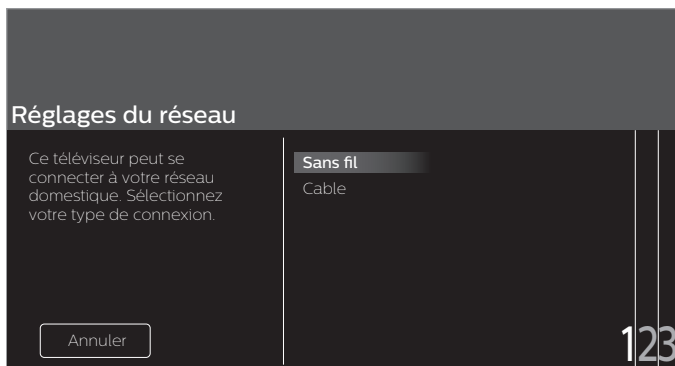 Réglages du réseau
Ce téléviseur peut se
connecter à votre réseau
domestique. Sélectionnez
votre type de connexion.
Sans fil
Cable
Annuler
123